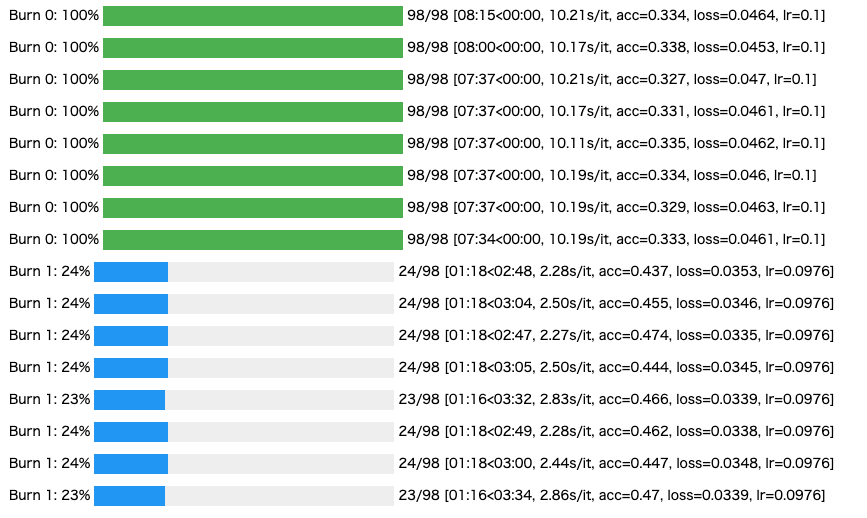 Burn 0: 100% 98/98 [08:15<00:00, 10.21s/it, acc=0.334, loss=0.0464, lr=0.1]
Burn 0: 100% 98/98 [08:00<00:00, 10.17s/it, acc=0.338, loss=0.0453, lr=0.1]
Burn 0: 100% 98/98 [07:37<00:00, 10.21s/it, acc=0.327, loss=0.047, lr=0.1]
Burn 0: 100% 98/98 [07:37<00:00, 10.17s/it, acc=0.331, loss=0.0461, lr=0.1]
Burn 0: 100% 98/98 [07:37<00:00, 10.11s/it, acc=0.335, loss=0.0462, lr=0.1]
Burn 0: 100% 98/98 [07:37<00:00, 10.19s/it, acc=0.334, loss=0.046, lr=0.1]
Burn 0: 100% 98/98 [07:37<00:00, 10.19s/it, acc=0.329, loss=0.0463, lr=0.1]
Burn 0: 100% 98/98 [07:34<00:00, 10.19s/it, acc=0.333, loss=0.0461, lr=0.1]
Burn 1: 24% 24/98 [01:18<02:48, 2.28s/it, acc=0.437, loss=0.0353, lr=0.0976]
Burn 1: 24% 24/98 [01:18<03:04, 2.50s/it, acc=0.455, loss=0.0346, lr=0.0976]
Burn 1: 24% 24/98 [01:18<02:47, 2.27s/it, acc=0.474, loss=0.0335, lr=0.0976]
Burn 1: 24% 24/98 [01:18<03:05, 2.50s/it, acc=0.444, loss=0.0345, lr=0.0976]
Burn 1: 23% 23/98 [01:16<03:32, 2.83s/it, acc=0.466, loss=0.0339, lr=0.0976]
Burn 1: 24% 24/98 [01:18<02:49, 2.28s/it, acc=0.462, loss=0.0338, lr=0.0976]
Burn 1: 24% 24/98 [01:18<03:00, 2.44s/it, acc=0.447, loss=0.0348, lr=0.0976]
Burn 1: 23% 23/98 [01:16<03:34, 2.86s/it, acc=0.47, loss=0.0339, lr=0.0976]